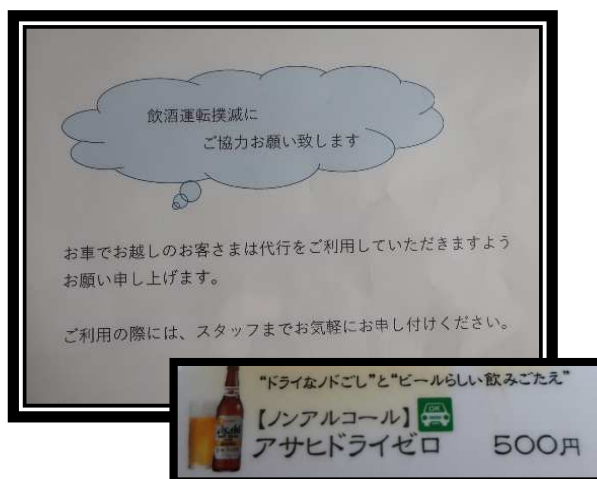 飲酒運転撲滅に
ご協力お願い致します
お車でお越しのお客さまは代行をご利用していただきますよう
お願い申し上げます。
ご利用の際には、スタッフまでお気軽にお申し付けください。
“ドライなノドごし”と“ビールらしい飲みごたえ”
【ノンアルコール】 OK
アサヒドライゼロ 500円
Asahi